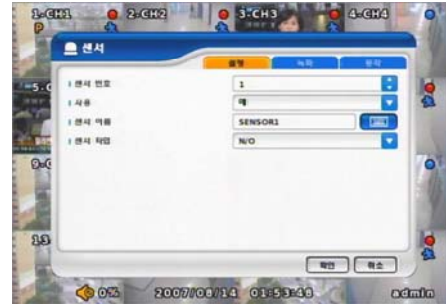 1-CH1 2-CH2 3-CH3 4-CH4
센서
설정 녹화 동작
센서 번호 1
사용 예
센서 이름 SENSOR1
센서 타입 N/O
확인 취소
0% 2007/08/14 01:53:48 admin